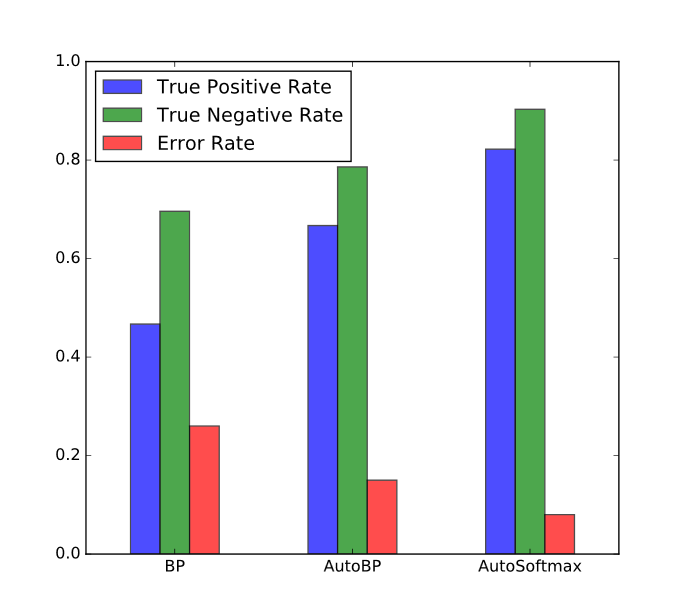 1.0
True Positive Rate
True Negative Rate
Error Rate
0.8
0.6
0.4
0.2
0.0
BP AutoBP AutoSoftmax